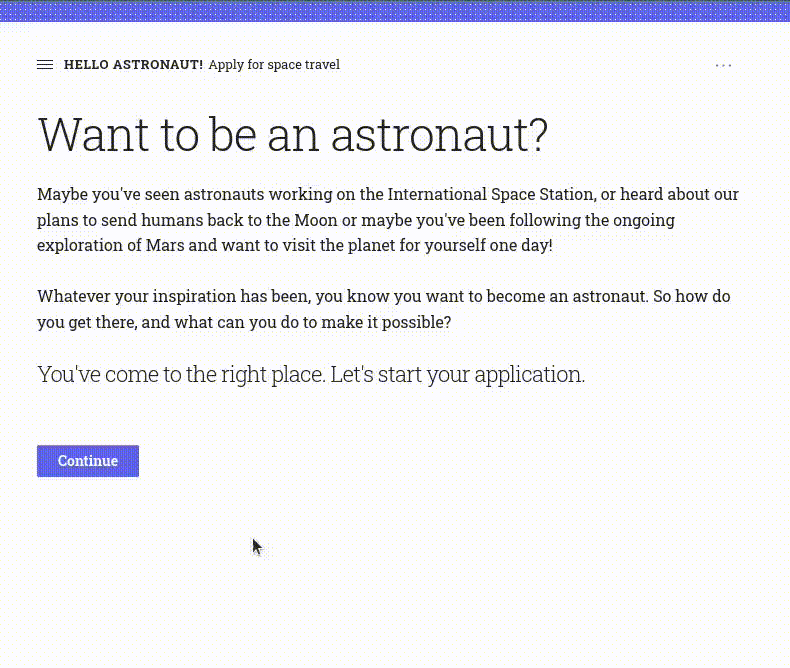 HELLO ASTRONAUT! Apply for space travel
...
Want to be an astronaut?
Maybe you've seen astronauts working on the International Space Station, or heard about our
plans to send humans back to the Moon or maybe you've been following the ongoing
exploration of Mars and want to visit the planet for yourself one day!
Whatever your inspiration has been, you know you want to become an astronaut. So how do
you get there, and what can you do to make it possible?
You've come to the right place. Let's start your application.
Continue